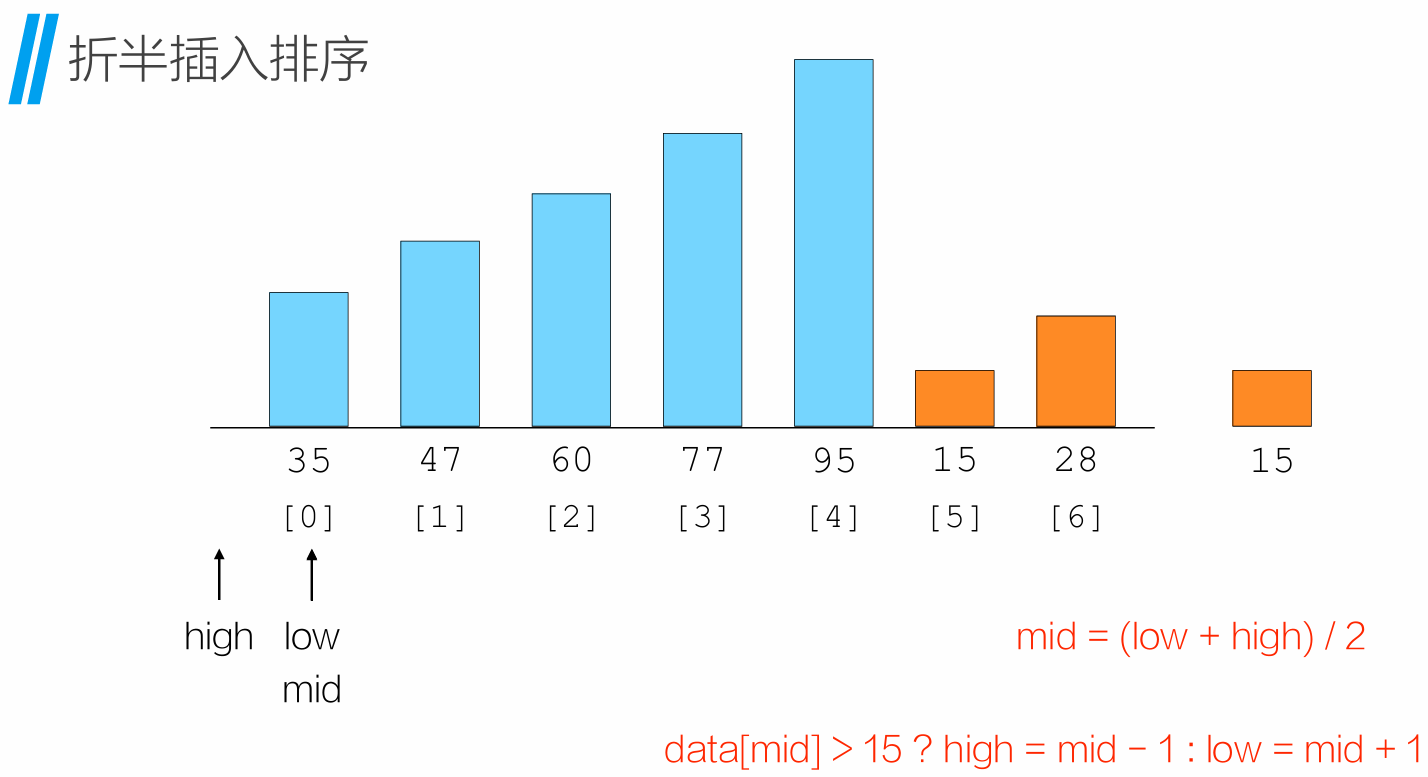 折半插入排序
35 47 60 77 95 15 28 15
[0] [1] [2] [3] [4] [5] [6]
high low
mid
mid = (low + high) / 2
data[mid] > 15 ? high = mid - 1 : low = mid + 1